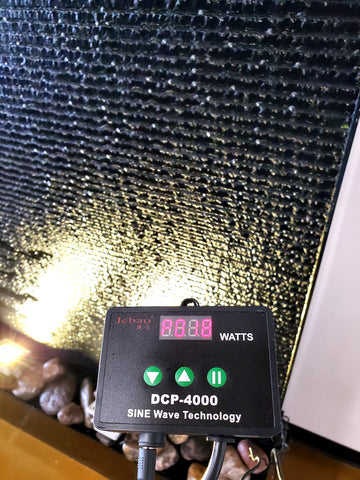 Jebao
WATTS
DCP-4000
SINE Wave Technology